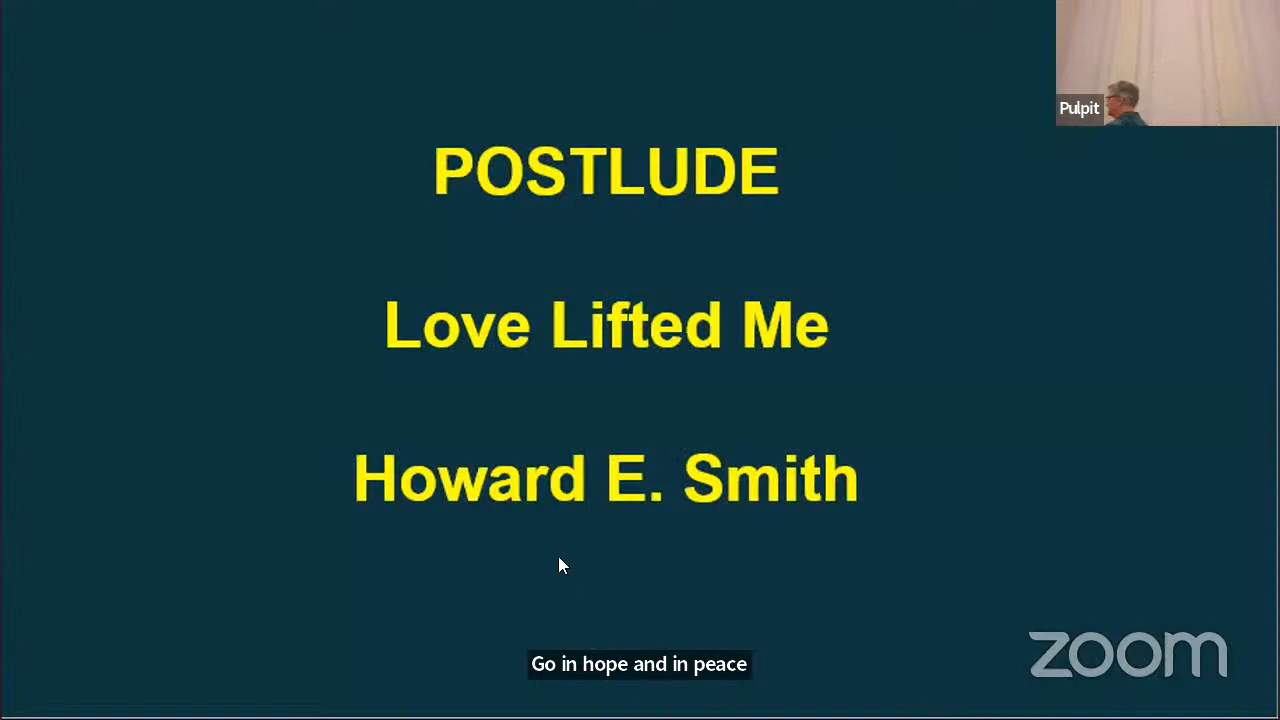 Pulpit
POSTLUDE
Love Lifted Me
Howard E. Smith
Go in hope and in peace
zoom